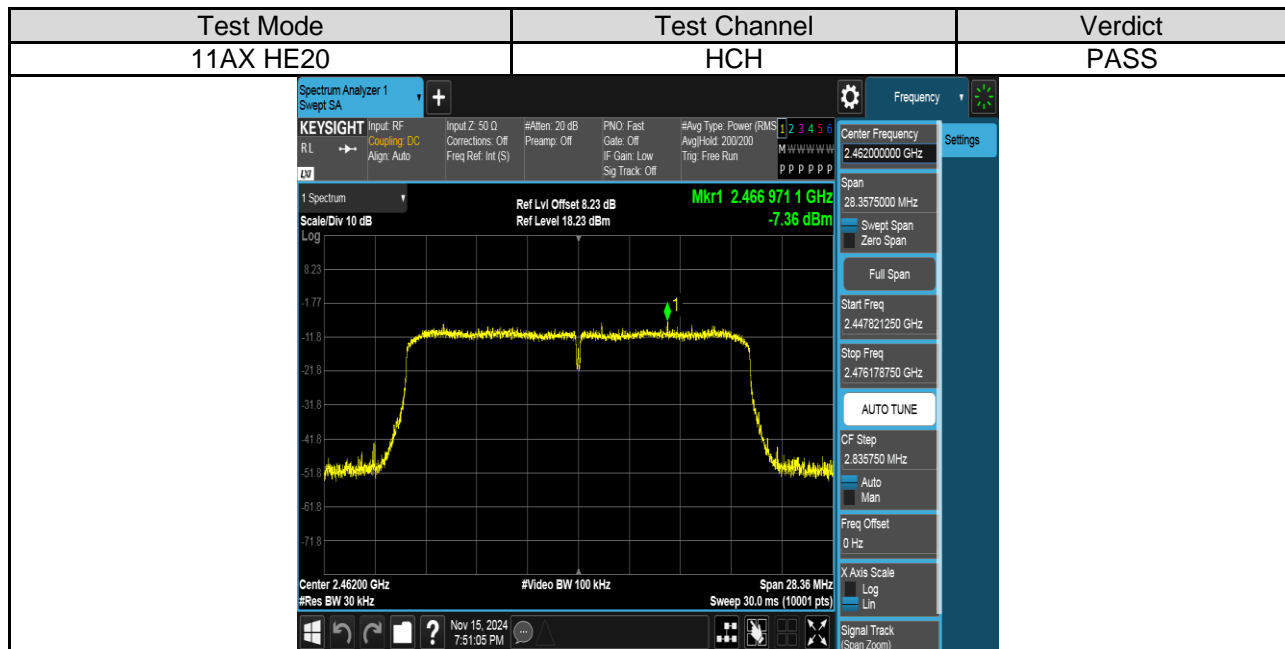 Test Mode Test Channel Verdict
11AX HE20 HCH PASS
Spectrum Analyzer 1
Swept SA
+
Frequency
KEYSIGHT Input: RF Input Z: 50 Ω #Atten: 20 dB PNO: Fast #Avg Type: Power (RMS 1 2 3 4 5 6
RL Coupling: DC Corrections: Off Preamp: Off Gate: Off Avg|Hold: 200/200 M W W W W W
Align: Auto Freq Ref: Int (S) IF Gain: Low Trig: Free Run
LXI Sig Track: Off P P P P P P
Settings
1 Spectrum
Scale/Div 10 dB
Ref Lvl Offset 8.23 dB
Ref Level 18.23 dBm
Mkr1 2.466 971 1 GHz
-7.36 dBm
Log
8.23
-1.77
-11.8
-21.8
-31.8
-41.8
-51.8
-61.8
-71.8
1
Center 2.46200 GHz #Video BW 100 kHz Span 28.36 MHz
#Res BW 30 kHz Sweep 30.0 ms (10001 pts)
Center Frequency
2.462000000 GHz
Span
28.3575000 MHz
Swept Span
Zero Span
Full Span
Start Freq
2.447821250 GHz
Stop Freq
2.476178750 GHz
AUTO TUNE
CF Step
2.835750 MHz
Auto
Man
Freq Offset
0 Hz
X Axis Scale
Log
Lin
Signal Track
(Span Zoom)
? Nov 15, 2024
7:51:05 PM